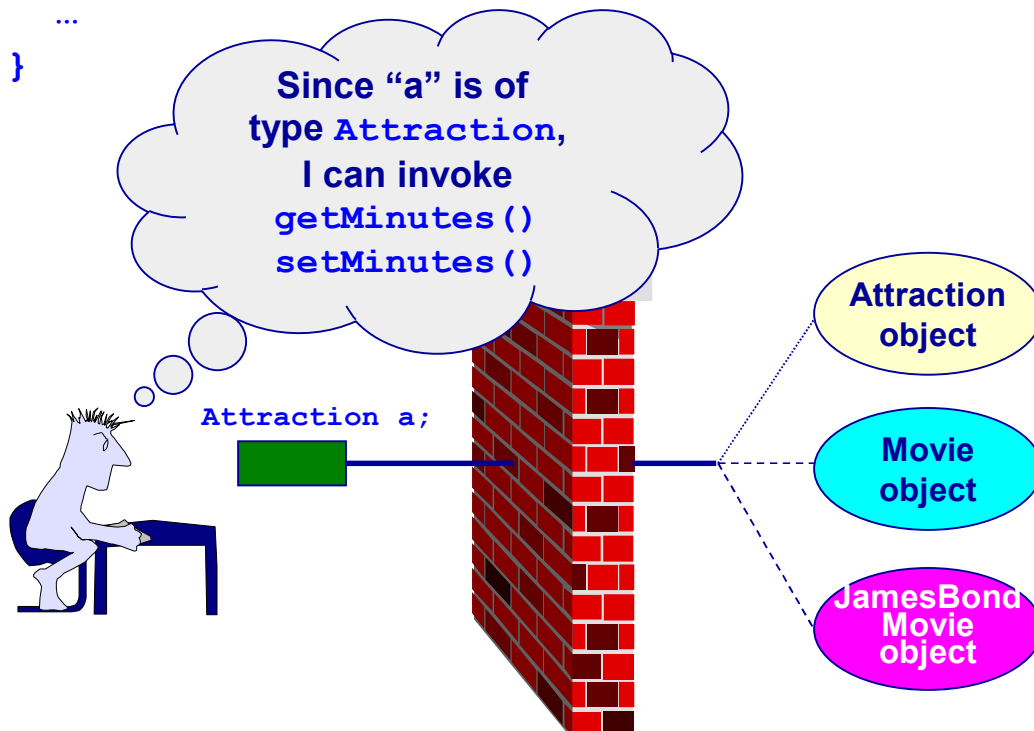 ...
}
Since “a” is of
type Attraction,
I can invoke
getMinutes()
setMinutes()
Attraction a;
Attraction
object
Movie
object
JamesBond
Movie
object